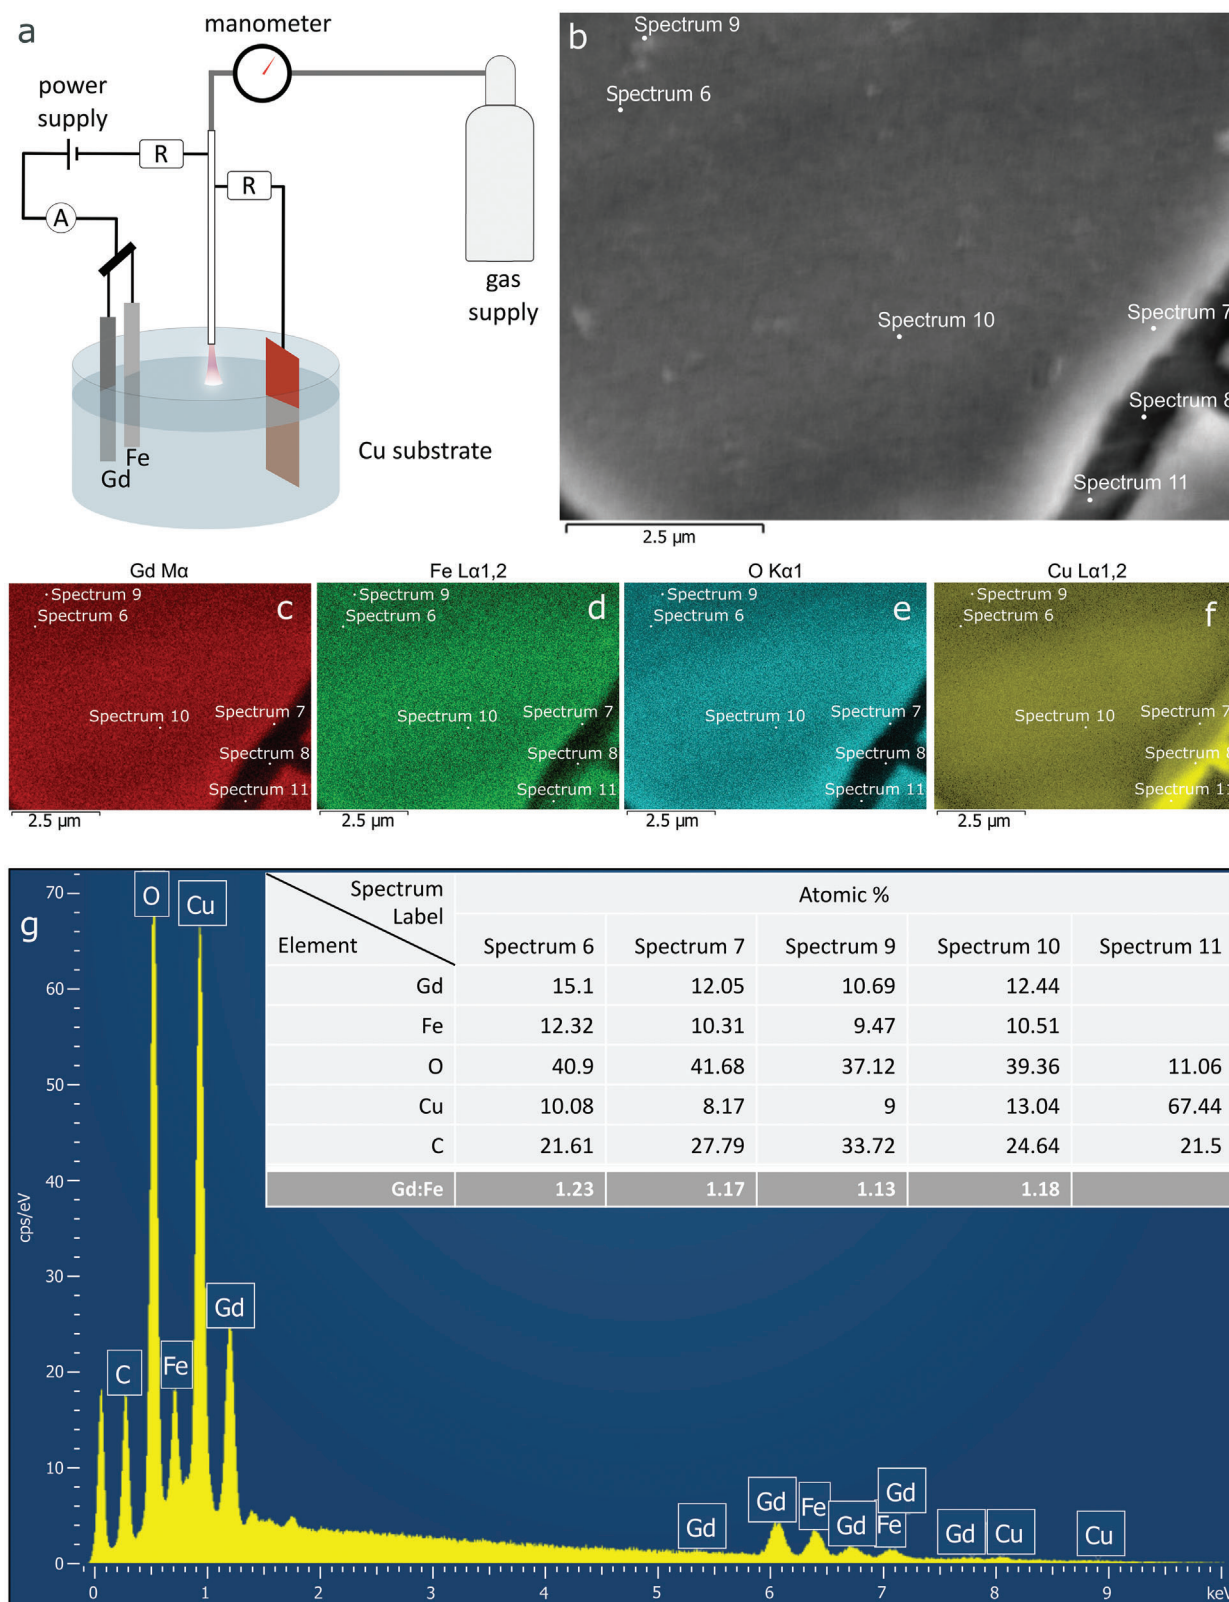 a
manometer
power
supply
R
R
A
gas
supply
Gd
Fe
Cu substrate
b
Spectrum 9
Spectrum 6
Spectrum 10
Spectrum 7
Spectrum 8
Spectrum 11
2.5 µm
Gd Mα
c
Spectrum 9
Spectrum 6
Spectrum 10
Spectrum 7
Spectrum 8
Spectrum 11
2.5 µm
Fe Lα1,2
d
Spectrum 9
Spectrum 6
Spectrum 10
Spectrum 7
Spectrum 8
Spectrum 11
2.5 µm
O Kα1
e
Spectrum 9
Spectrum 6
Spectrum 10
Spectrum 7
Spectrum 8
Spectrum 11
2.5 µm
Cu Lα1,2
f
Spectrum 9
Spectrum 6
Spectrum 10
Spectrum 7
Spectrum 8
Spectrum 11
2.5 µm
g
Spectrum
Label
Element
Atomic %
Spectrum 6 Spectrum 7 Spectrum 9 Spectrum 10 Spectrum 11
Gd 15.1 12.05 10.69 12.44
Fe 12.32 10.31 9.47 10.51
O 40.9 41.68 37.12 39.36 11.06
Cu 10.08 8.17 9 13.04 67.44
C 21.61 27.79 33.72 24.64 21.5
Gd:Fe 1.23 1.17 1.13 1.18
cps/eV
70
60
50
40
30
20
10
0
C
O
Fe
Cu
Gd
Gd
Gd
Fe
Gd
Gd
Fe
Gd
Cu
Cu
0 1 2 3 4 5 6 7 8 9 keV